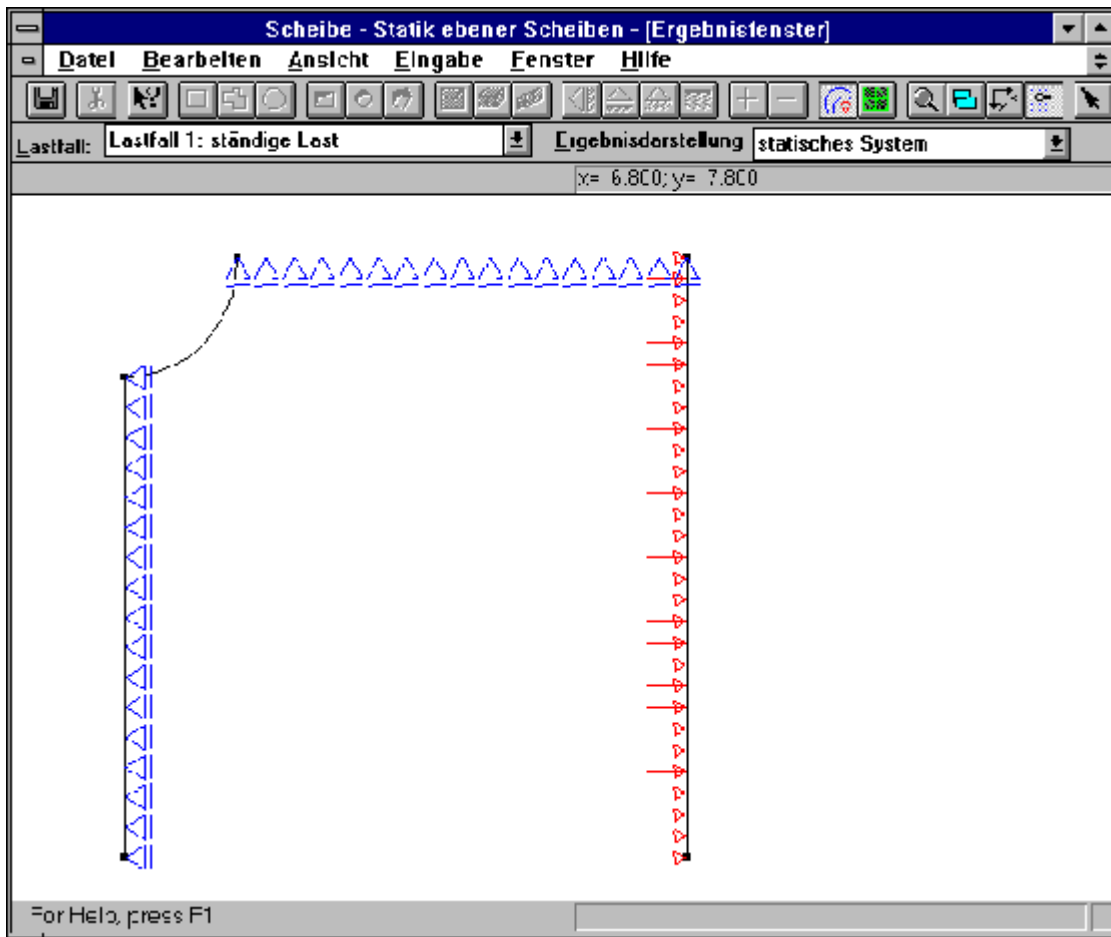 Scheibe - Statik ebener Scheiben - [Ergebnisfenster]
Datei Bearbeiten Ansicht Eingabe Fenster Hilfe
Lastfall: Lastfall 1: ständige Last Ergebnisdarstellung statisches System
x= 6.800; y= 7.800
For Help, press F1